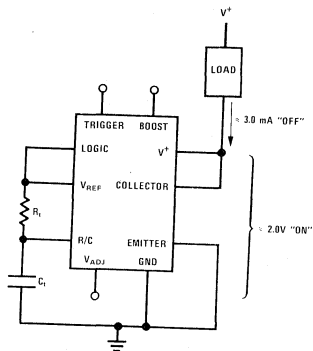 V+
LOAD
≈ 3.0 mA "OFF"
TRIGGER BOOST
LOGIC
V+
VREF COLLECTOR
Rt
≈ 2.0V "ON"
R/C EMITTER
VADJ GND
Ct